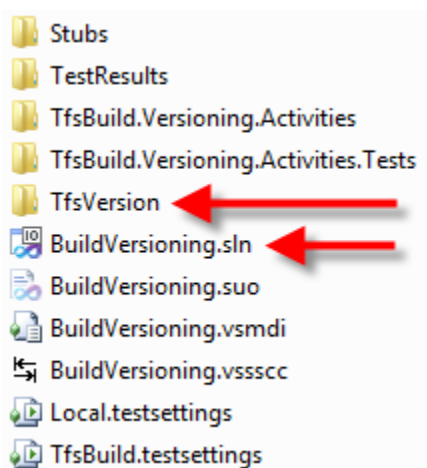 Stubs
TestResults
TfsBuild.Versioning.Activities
TfsBuild.Versioning.Activities.Tests
TfsVersion
BuildVersioning.sln
BuildVersioning.suo
BuildVersioning.vsmdi
BuildVersioning.vssscc
Local.testsettings
TfsBuild.testsettings